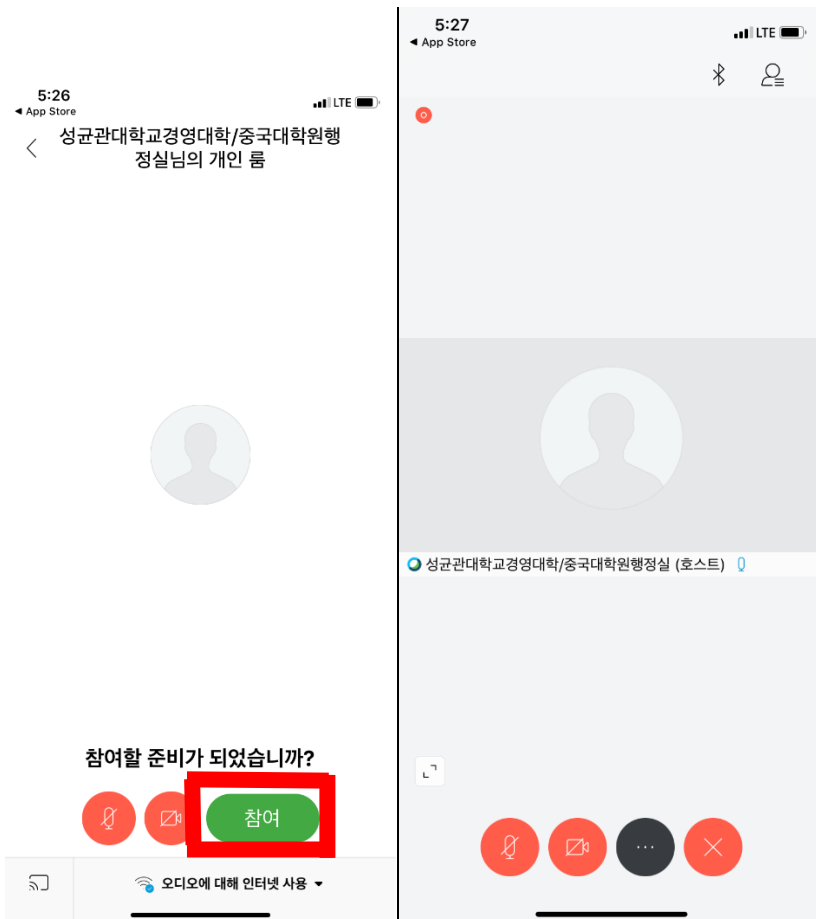 5:26
App Store
LTE
성균관대학교경영대학/중국대학원행
정실님의 개인 룸
참여할 준비가 되었습니까?
참여
오디오에 대해 인터넷 사용
5:27
App Store
LTE
성균관대학교경영대학/중국대학원행정실 (호스트)